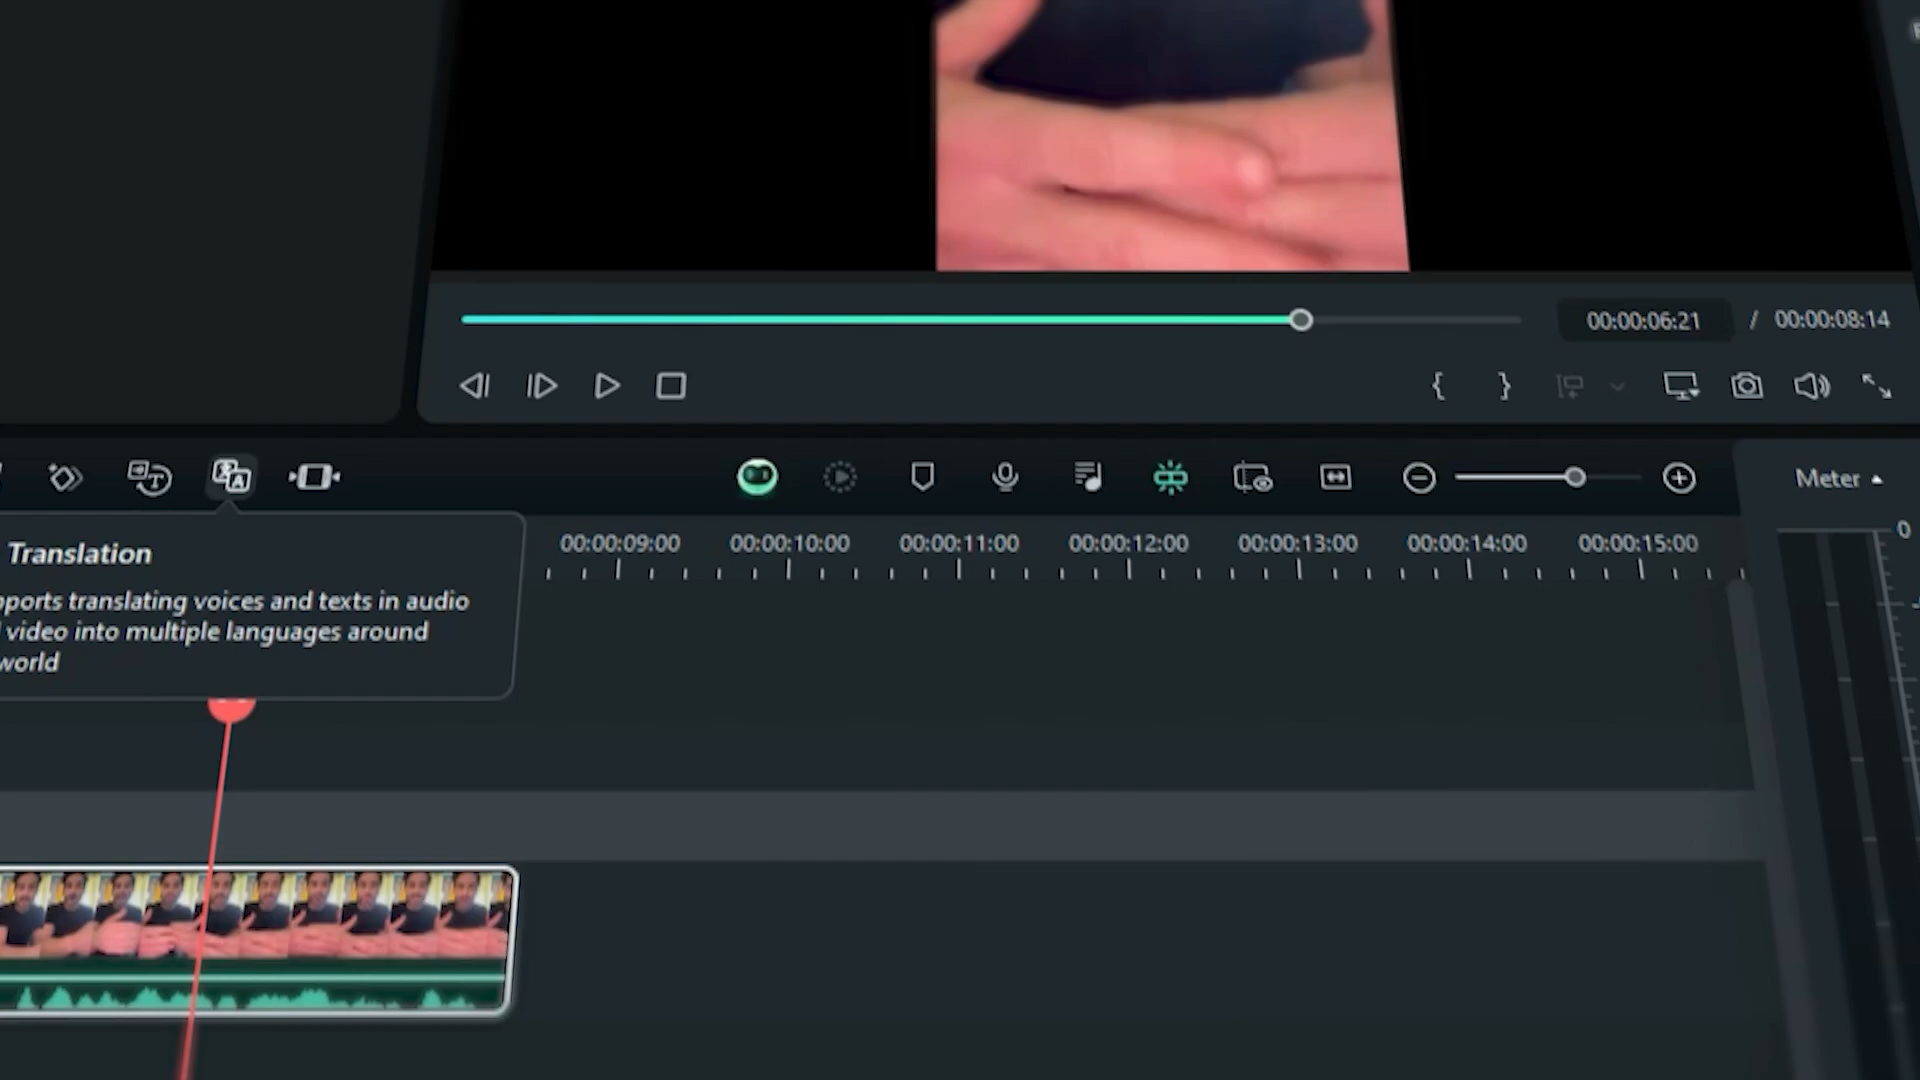 00:00:06:21 / 00:00:08:14
Meter
0
Translation
pports translating voices and texts in audio
video into multiple languages around
world
00:00:09:00 00:00:10:00 00:00:11:00 00:00:12:00 00:00:13:00 00:00:14:00 00:00:15:00